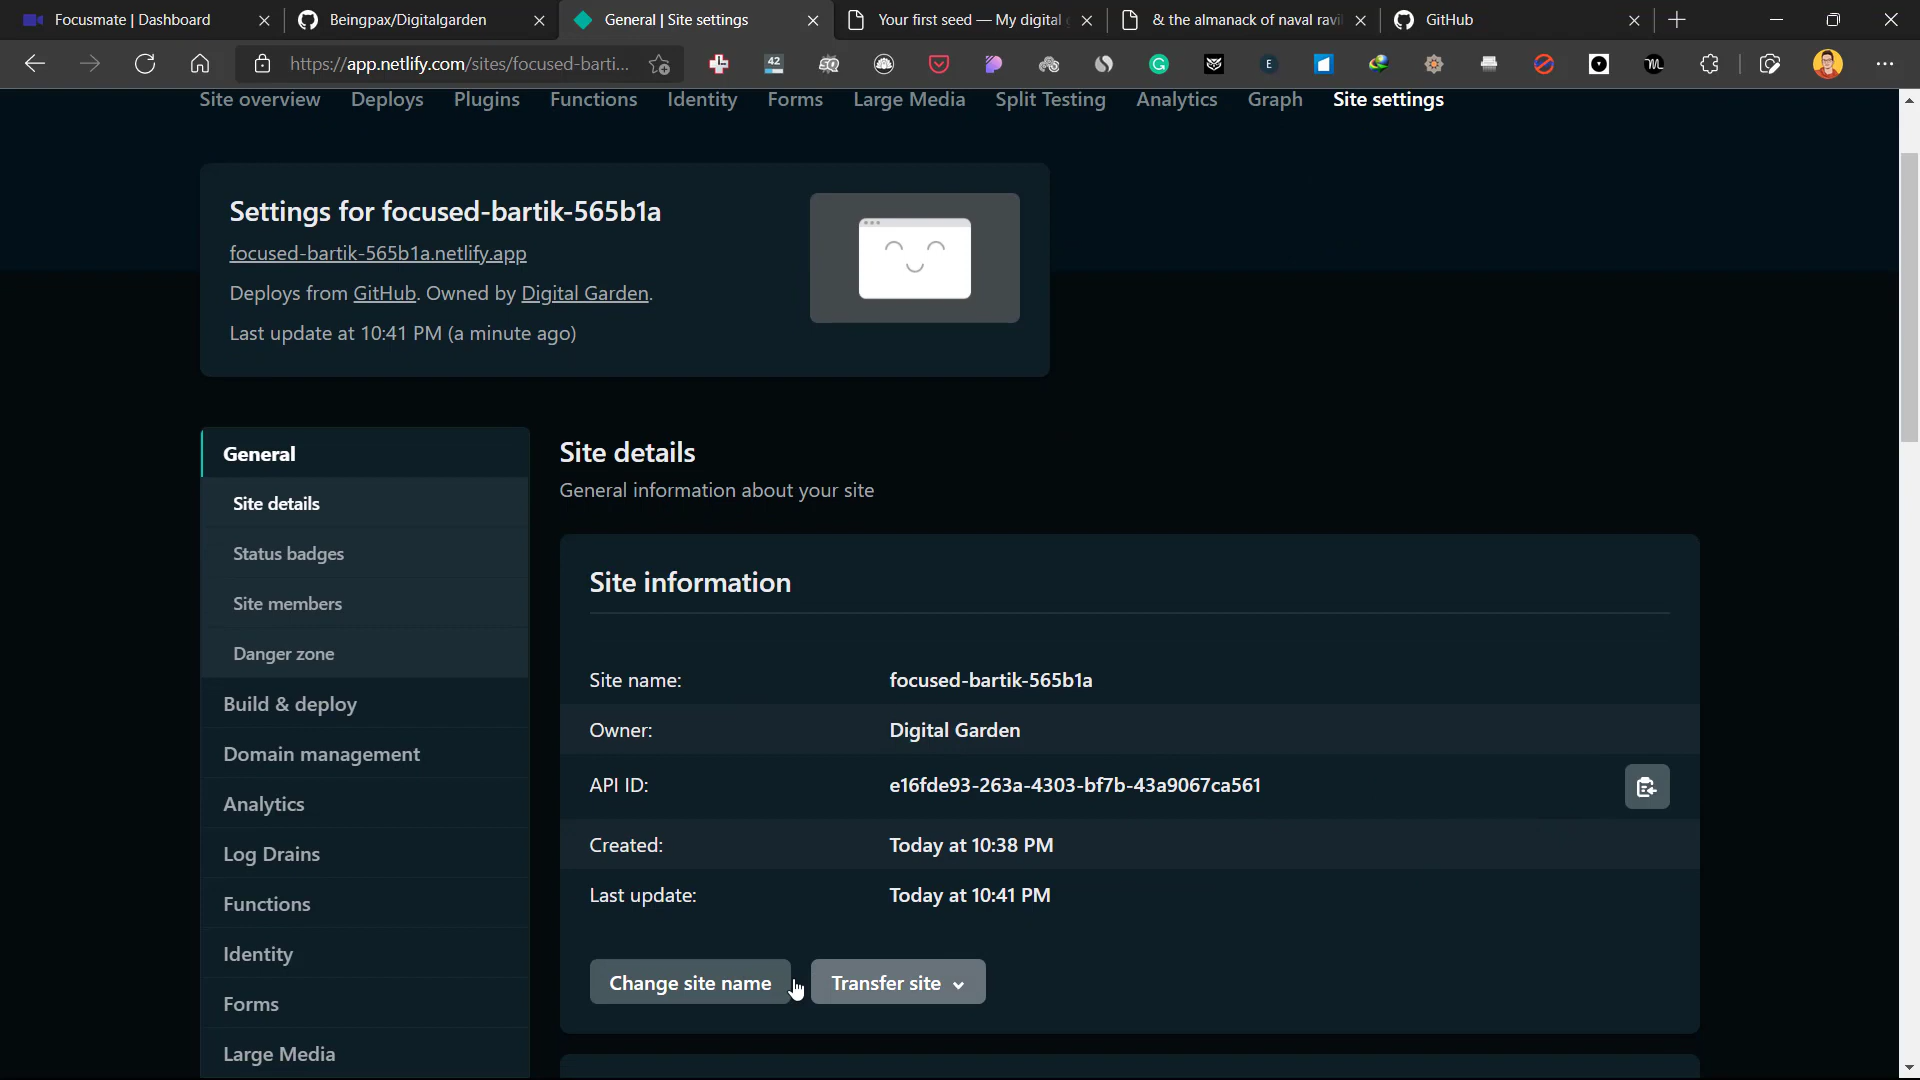 Focusmate | Dashboard
Beingpax/Digitalgarden
General | Site settings
Your first seed — My digital
& the almanack of naval ravi
GitHub
https://app.netlify.com/sites/focused-barti...
42
E
Site overview
Deploys
Plugins
Functions
Identity
Forms
Large Media
Split Testing
Analytics
Graph
Site settings
Settings for focused-bartik-565b1a
focused-bartik-565b1a.netlify.app
Deploys from GitHub. Owned by Digital Garden.
Last update at 10:41 PM (a minute ago)
General
Site details
Status badges
Site members
Danger zone
Build & deploy
Domain management
Analytics
Log Drains
Functions
Identity
Forms
Large Media
Site details
General information about your site
Site information
Site name: focused-bartik-565b1a
Owner: Digital Garden
API ID: e16fde93-263a-4303-bf7b-43a9067ca561
Created: Today at 10:38 PM
Last update: Today at 10:41 PM
Change site name
Transfer site